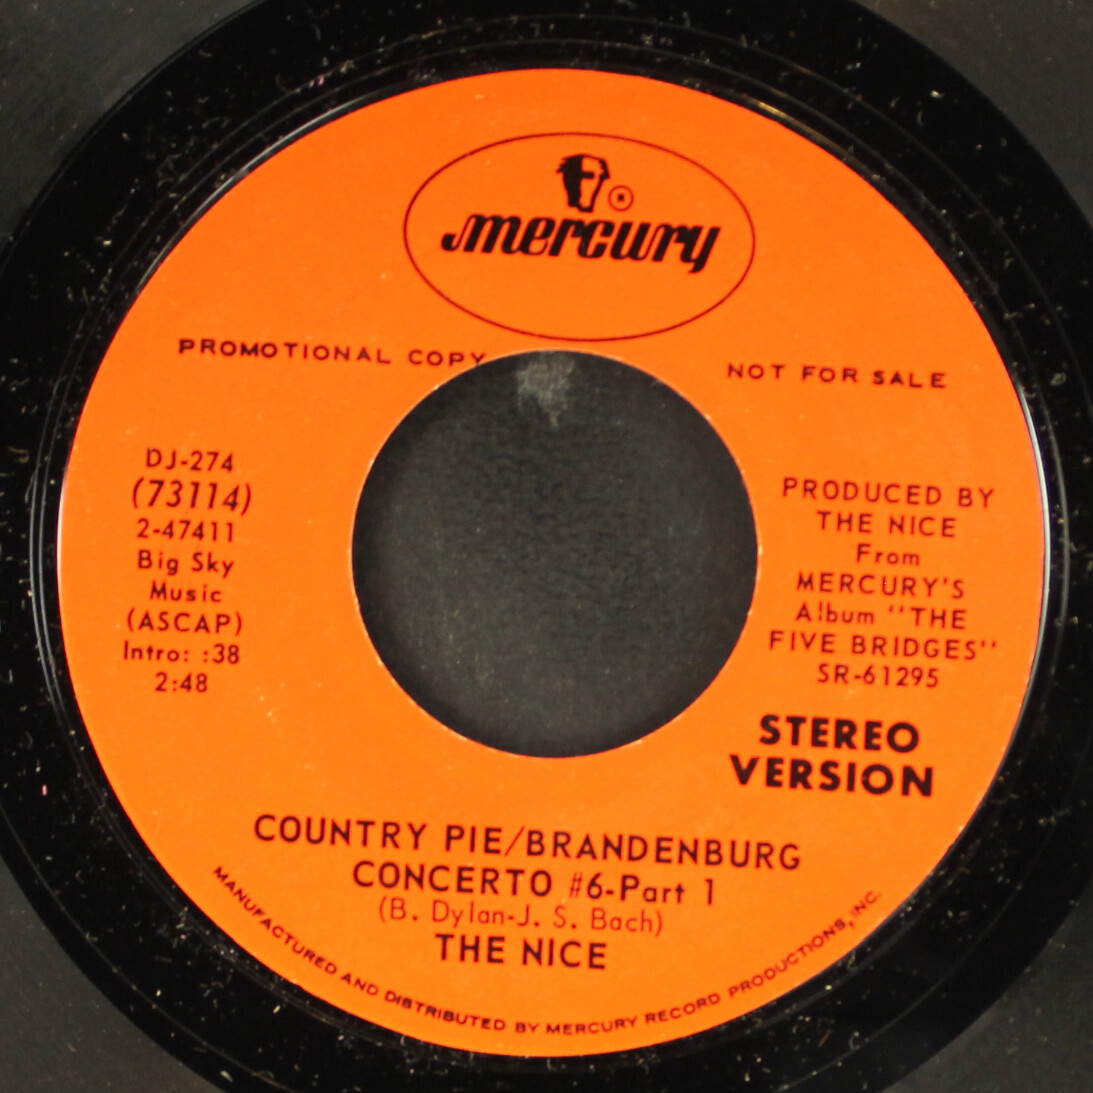 mercury
PROMOTIONAL COPY
NOT FOR SALE
DJ-274
(73114)
2-47411
Big Sky
Music
(ASCAP)
Intro: :38
2:48
PRODUCED BY
THE NICE
From
MERCURY'S
Album "THE
FIVE BRIDGES"
SR-61295
STEREO
VERSION
COUNTRY PIE/BRANDENBURG
CONCERTO #6-Part 1
(B. Dylan-J. S. Bach)
THE NICE
MANUFACTURED AND DISTRIBUTED BY MERCURY RECORD PRODUCTIONS, INC.